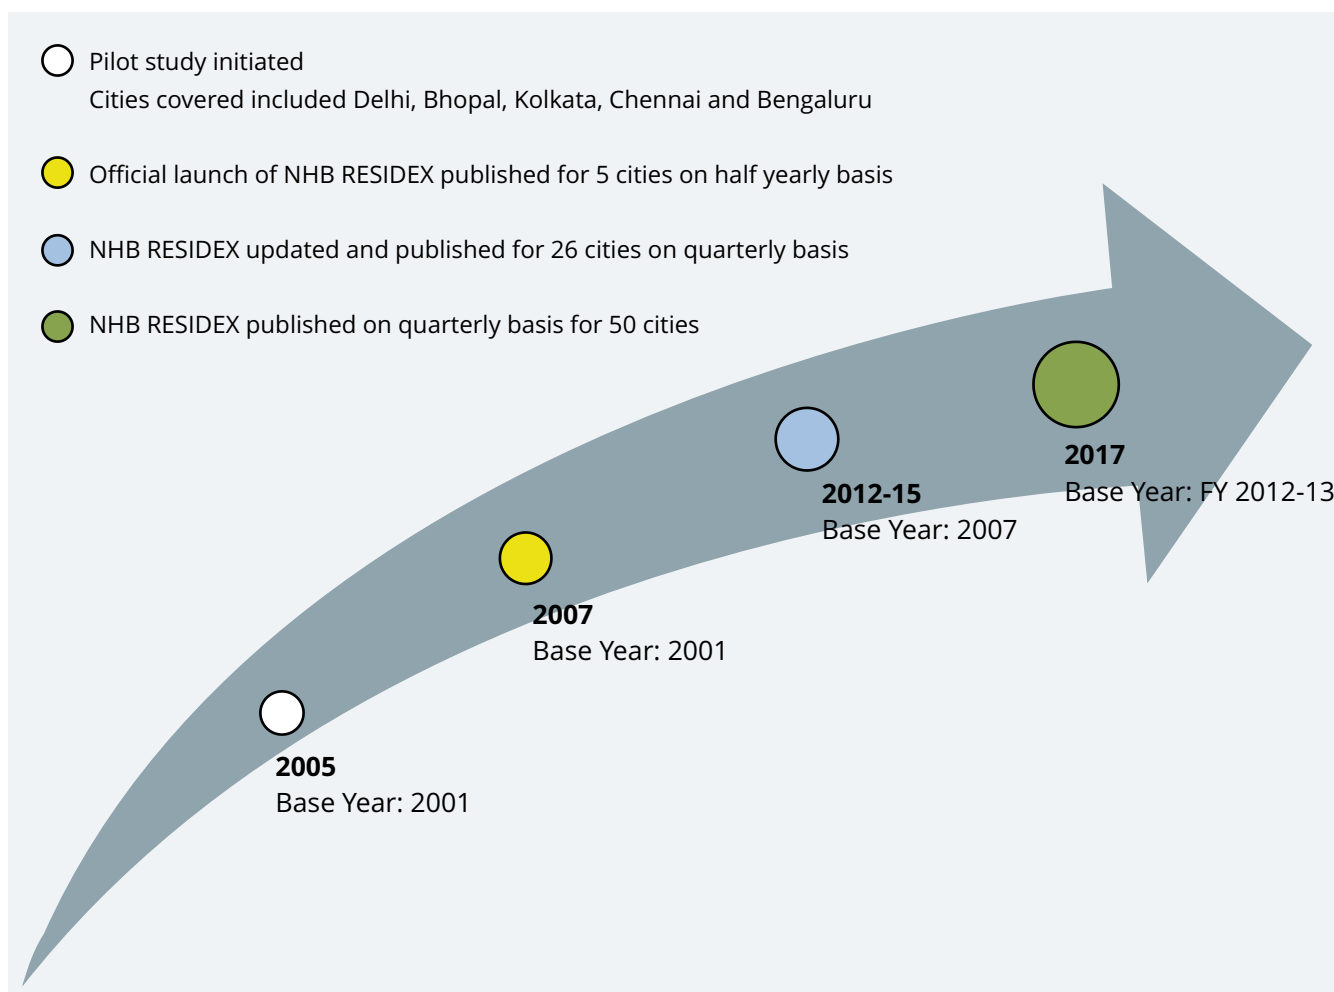 Pilot study initiated
Cities covered included Delhi, Bhopal, Kolkata, Chennai and Bengaluru
Official launch of NHB RESIDEX published for 5 cities on half yearly basis
NHB RESIDEX updated and published for 26 cities on quarterly basis
NHB RESIDEX published on quarterly basis for 50 cities
2017
Base Year: FY 2012-13
2012-15
Base Year: 2007
2007
Base Year: 2001
2005
Base Year: 2001